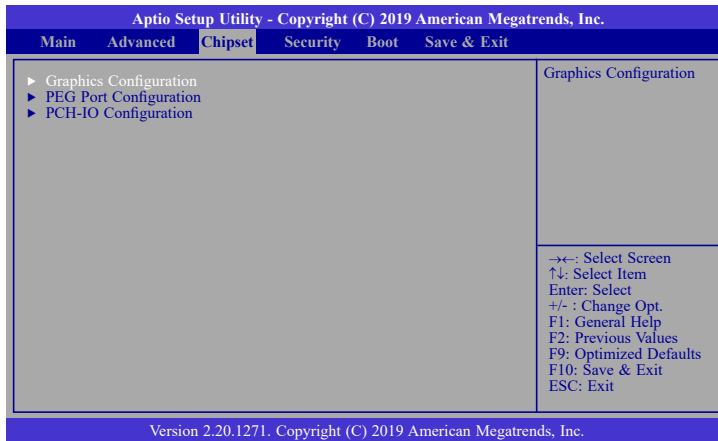 Aptio Setup Utility - Copyright (C) 2019 American Megatrends, Inc.
Main Advanced Chipset Security Boot Save & Exit
► Graphics Configuration
► PEG Port Configuration
► PCH-IO Configuration
Graphics Configuration
→←: Select Screen
↑↓: Select Item
Enter: Select
+/- : Change Opt.
F1: General Help
F2: Previous Values
F9: Optimized Defaults
F10: Save & Exit
ESC: Exit
Version 2.20.1271. Copyright (C) 2019 American Megatrends, Inc.